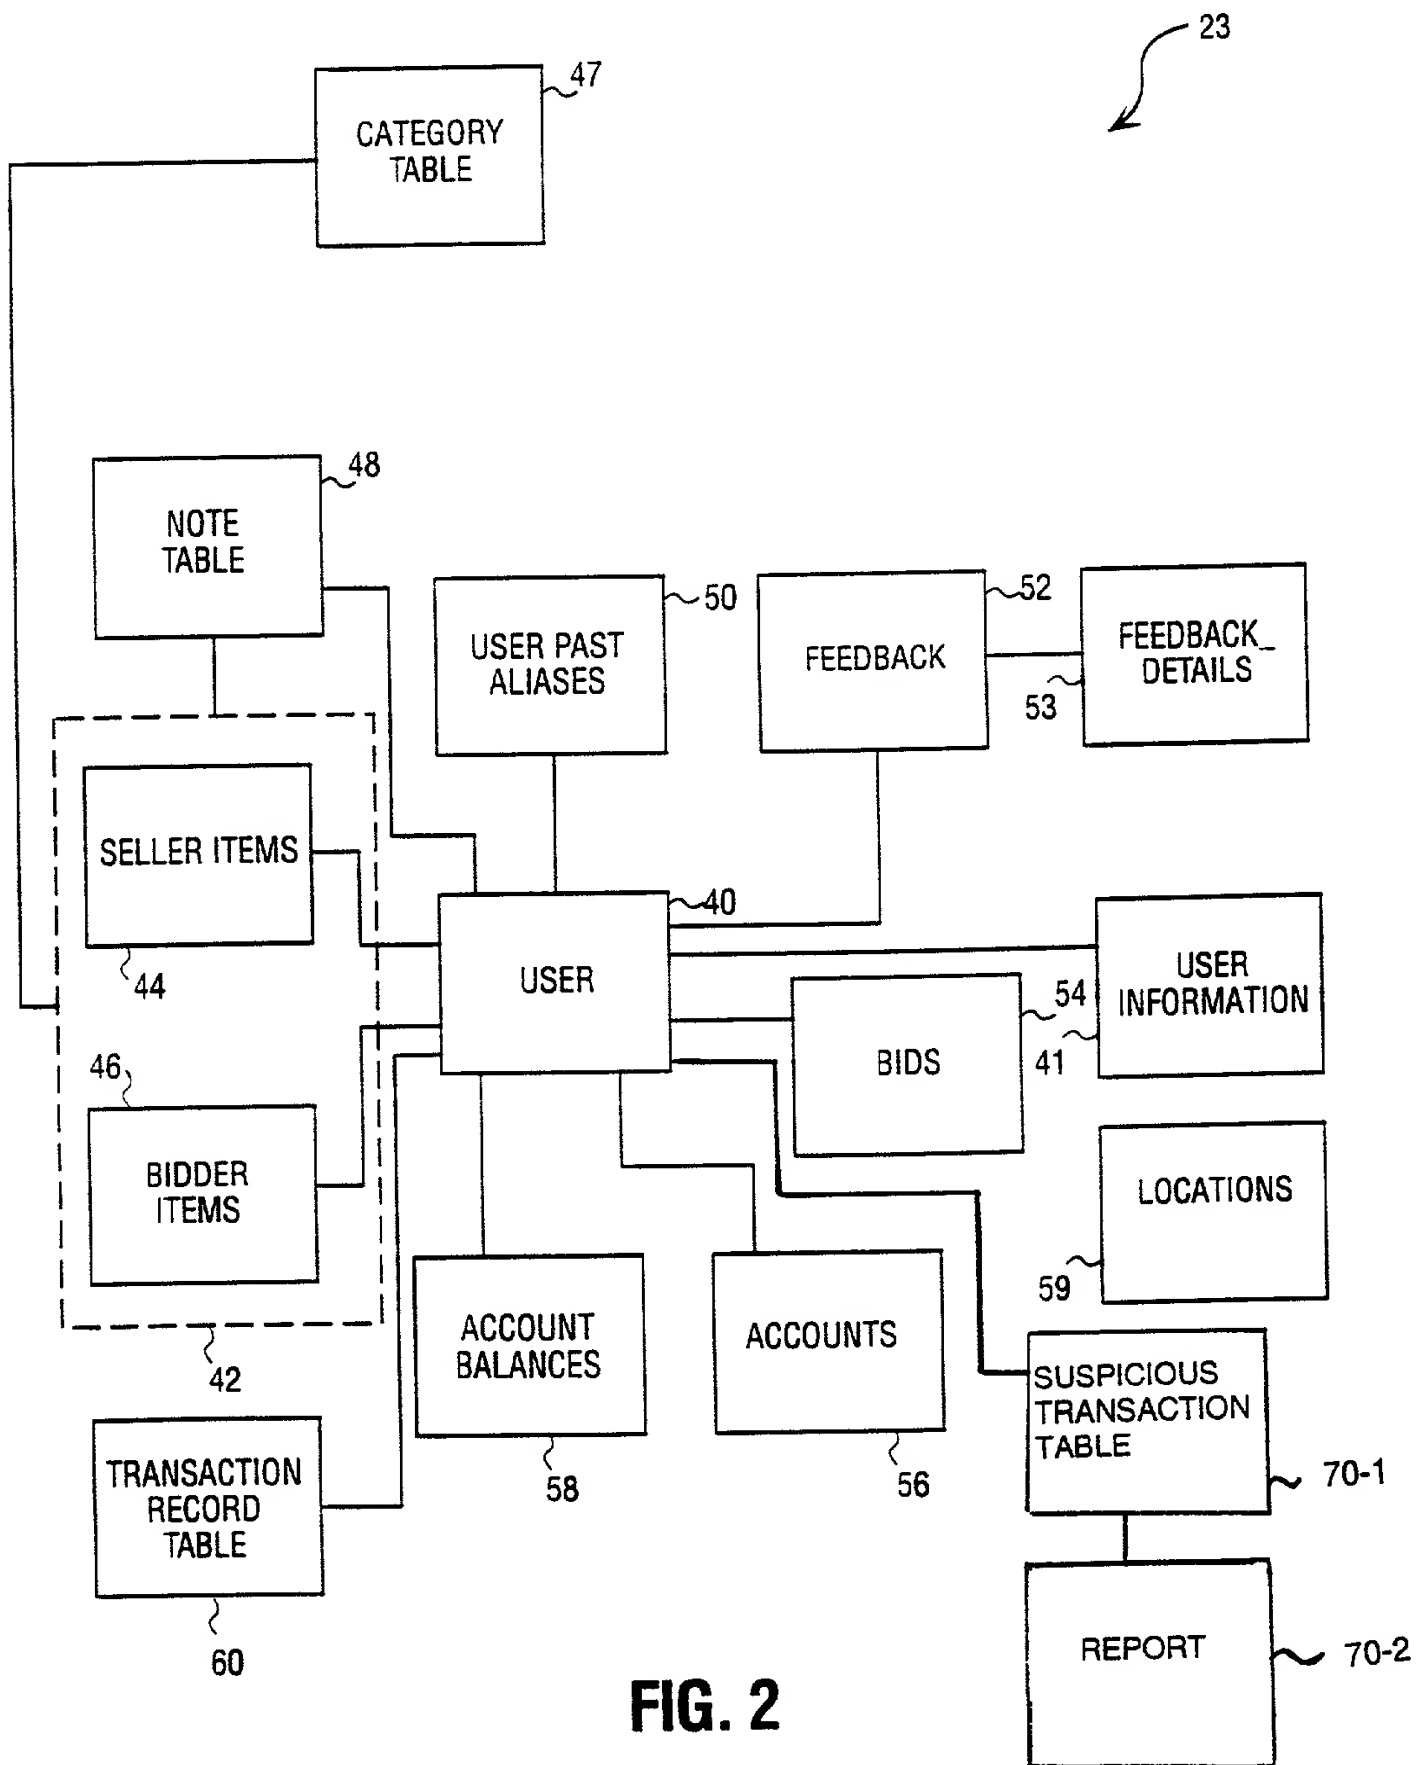 23
47
CATEGORY
TABLE
48
NOTE
TABLE
50
USER PAST
ALIASES
52
FEEDBACK
FEEDBACK_
DETAILS
53
SELLER ITEMS
44
40
USER
USER
INFORMATION
41
54
BIDS
46
BIDDER
ITEMS
42
LOCATIONS
59
ACCOUNT
BALANCES
58
ACCOUNTS
56
SUSPICIOUS
TRANSACTION
TABLE
70-1
TRANSACTION
RECORD
TABLE
60
REPORT
70-2
FIG. 2